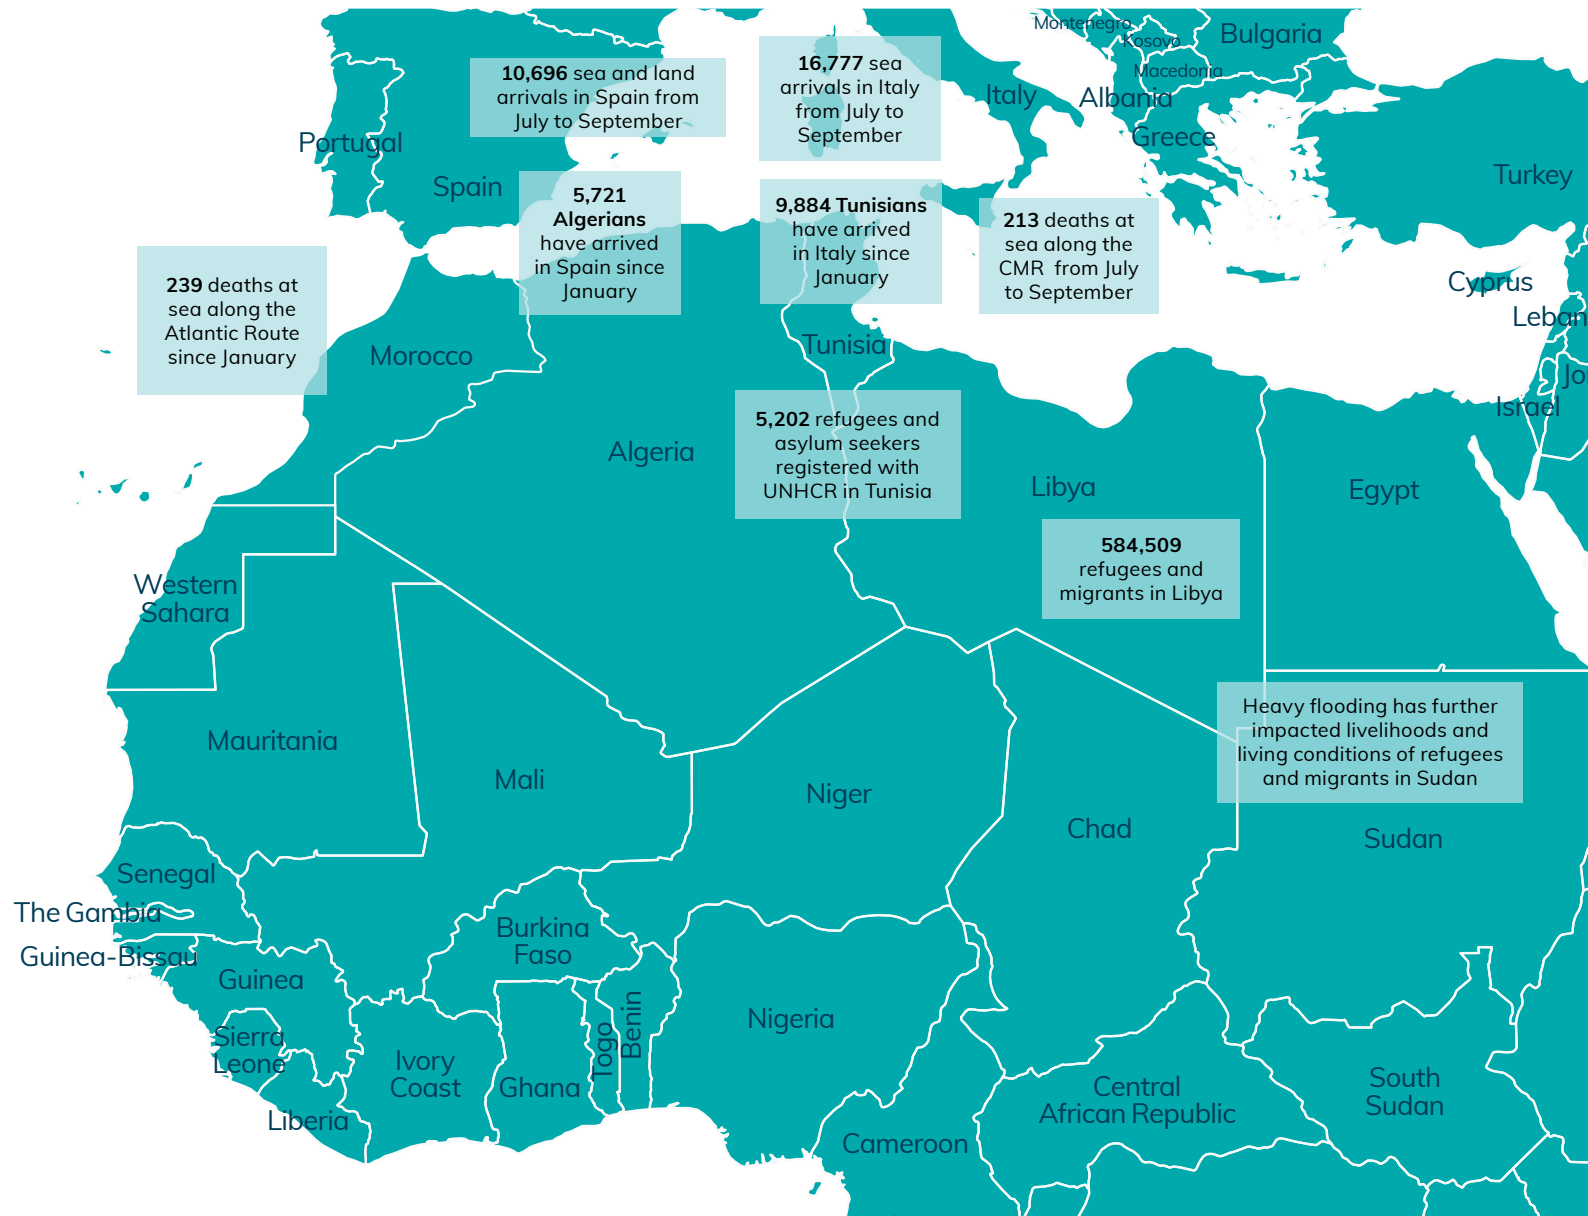 Montenegro
Kosovo
Bulgaria
Macedonia
Albania
Greece
Italy
Turkey
10,696 sea and land
arrivals in Spain from
July to September
16,777 sea
arrivals in Italy
from July to
September
Portugal
Spain
5,721
Algerians
have arrived
in Spain since
January
9,884 Tunisians
have arrived
in Italy since
January
213 deaths at
sea along the
CMR from July
to September
239 deaths at
sea along the
Atlantic Route
since January
Cyprus
Leban
Jo
Israel
Morocco
Tunisia
Algeria
5,202 refugees and
asylum seekers
registered with
UNHCR in Tunisia
Libya
Egypt
584,509
refugees and
migrants in Libya
Western
Sahara
Heavy flooding has further
impacted livelihoods and
living conditions of refugees
and migrants in Sudan
Mauritania
Mali
Niger
Chad
Sudan
Senegal
The Gambia
Guinea-Bissau
Guinea
Burkina
Faso
Sierra
Leone
Liberia
Ivory
Coast
Ghana
Togo
Benin
Nigeria
Cameroon
Central
African Republic
South
Sudan